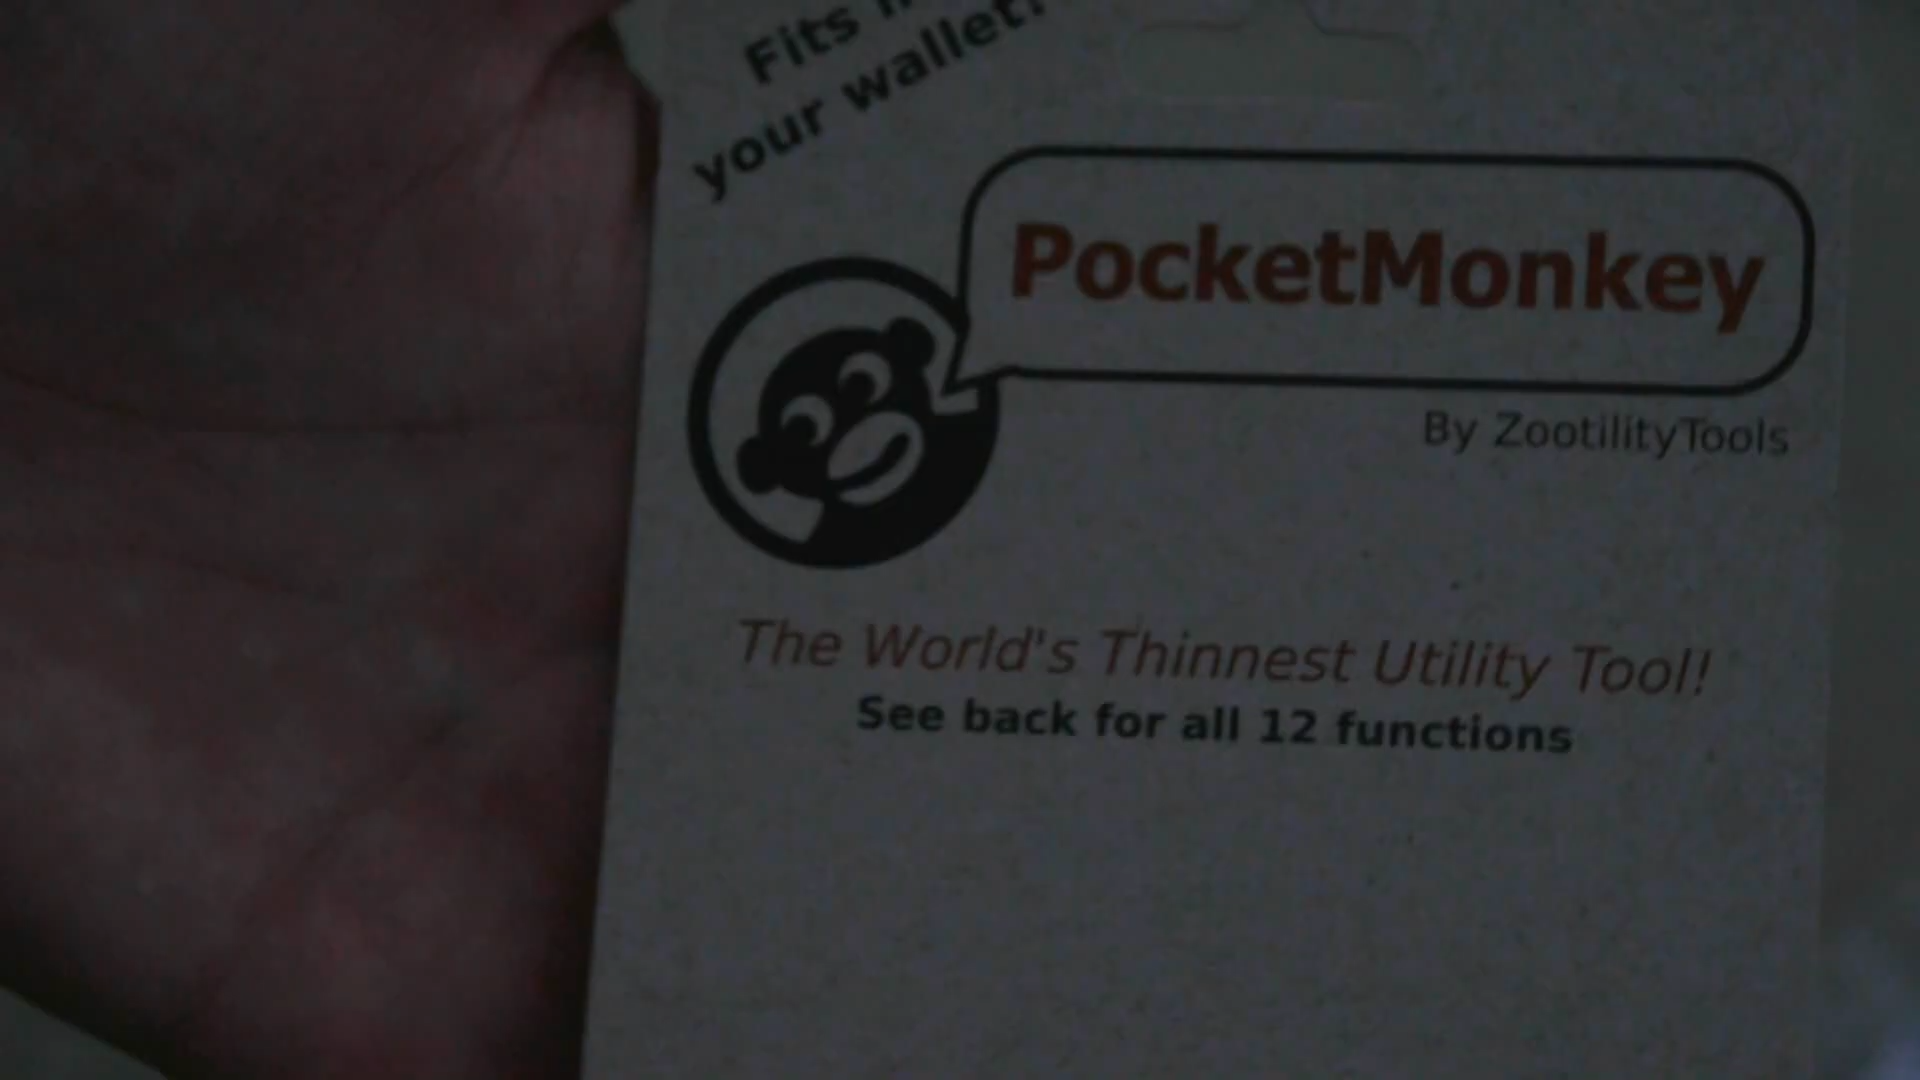 Fits
your wallet!
PocketMonkey
By ZootilityTools
The World's Thinnest Utility Tool!
See back for all 12 functions